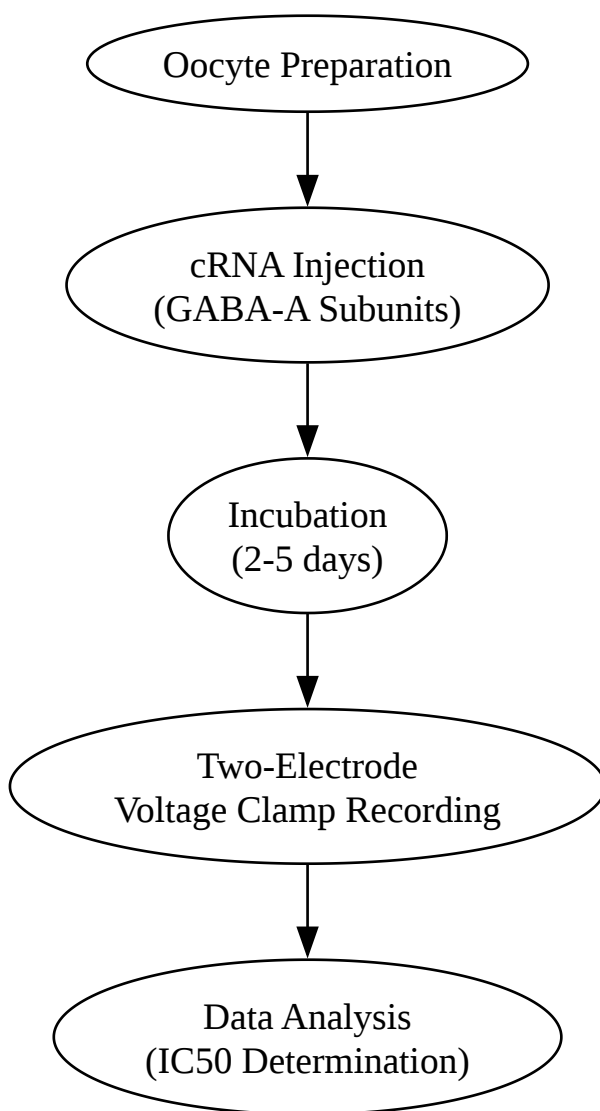 Oocyte Preparation
cRNA Injection
(GABA-A Subunits)
Incubation
(2-5 days)
Two-Electrode
Voltage Clamp Recording
Data Analysis
(IC50 Determination)